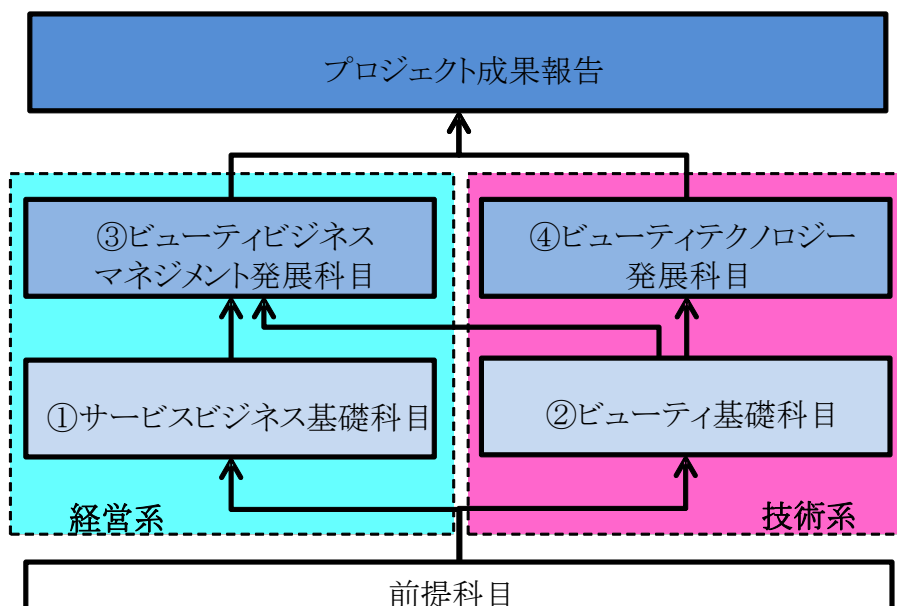 プロジェクト成果報告
③ビューティビジネス
マネジメント発展科目
④ビューティテクノロジー
発展科目
①サービスビジネス基礎科目
②ビューティ基礎科目
経営系
技術系
前提科目